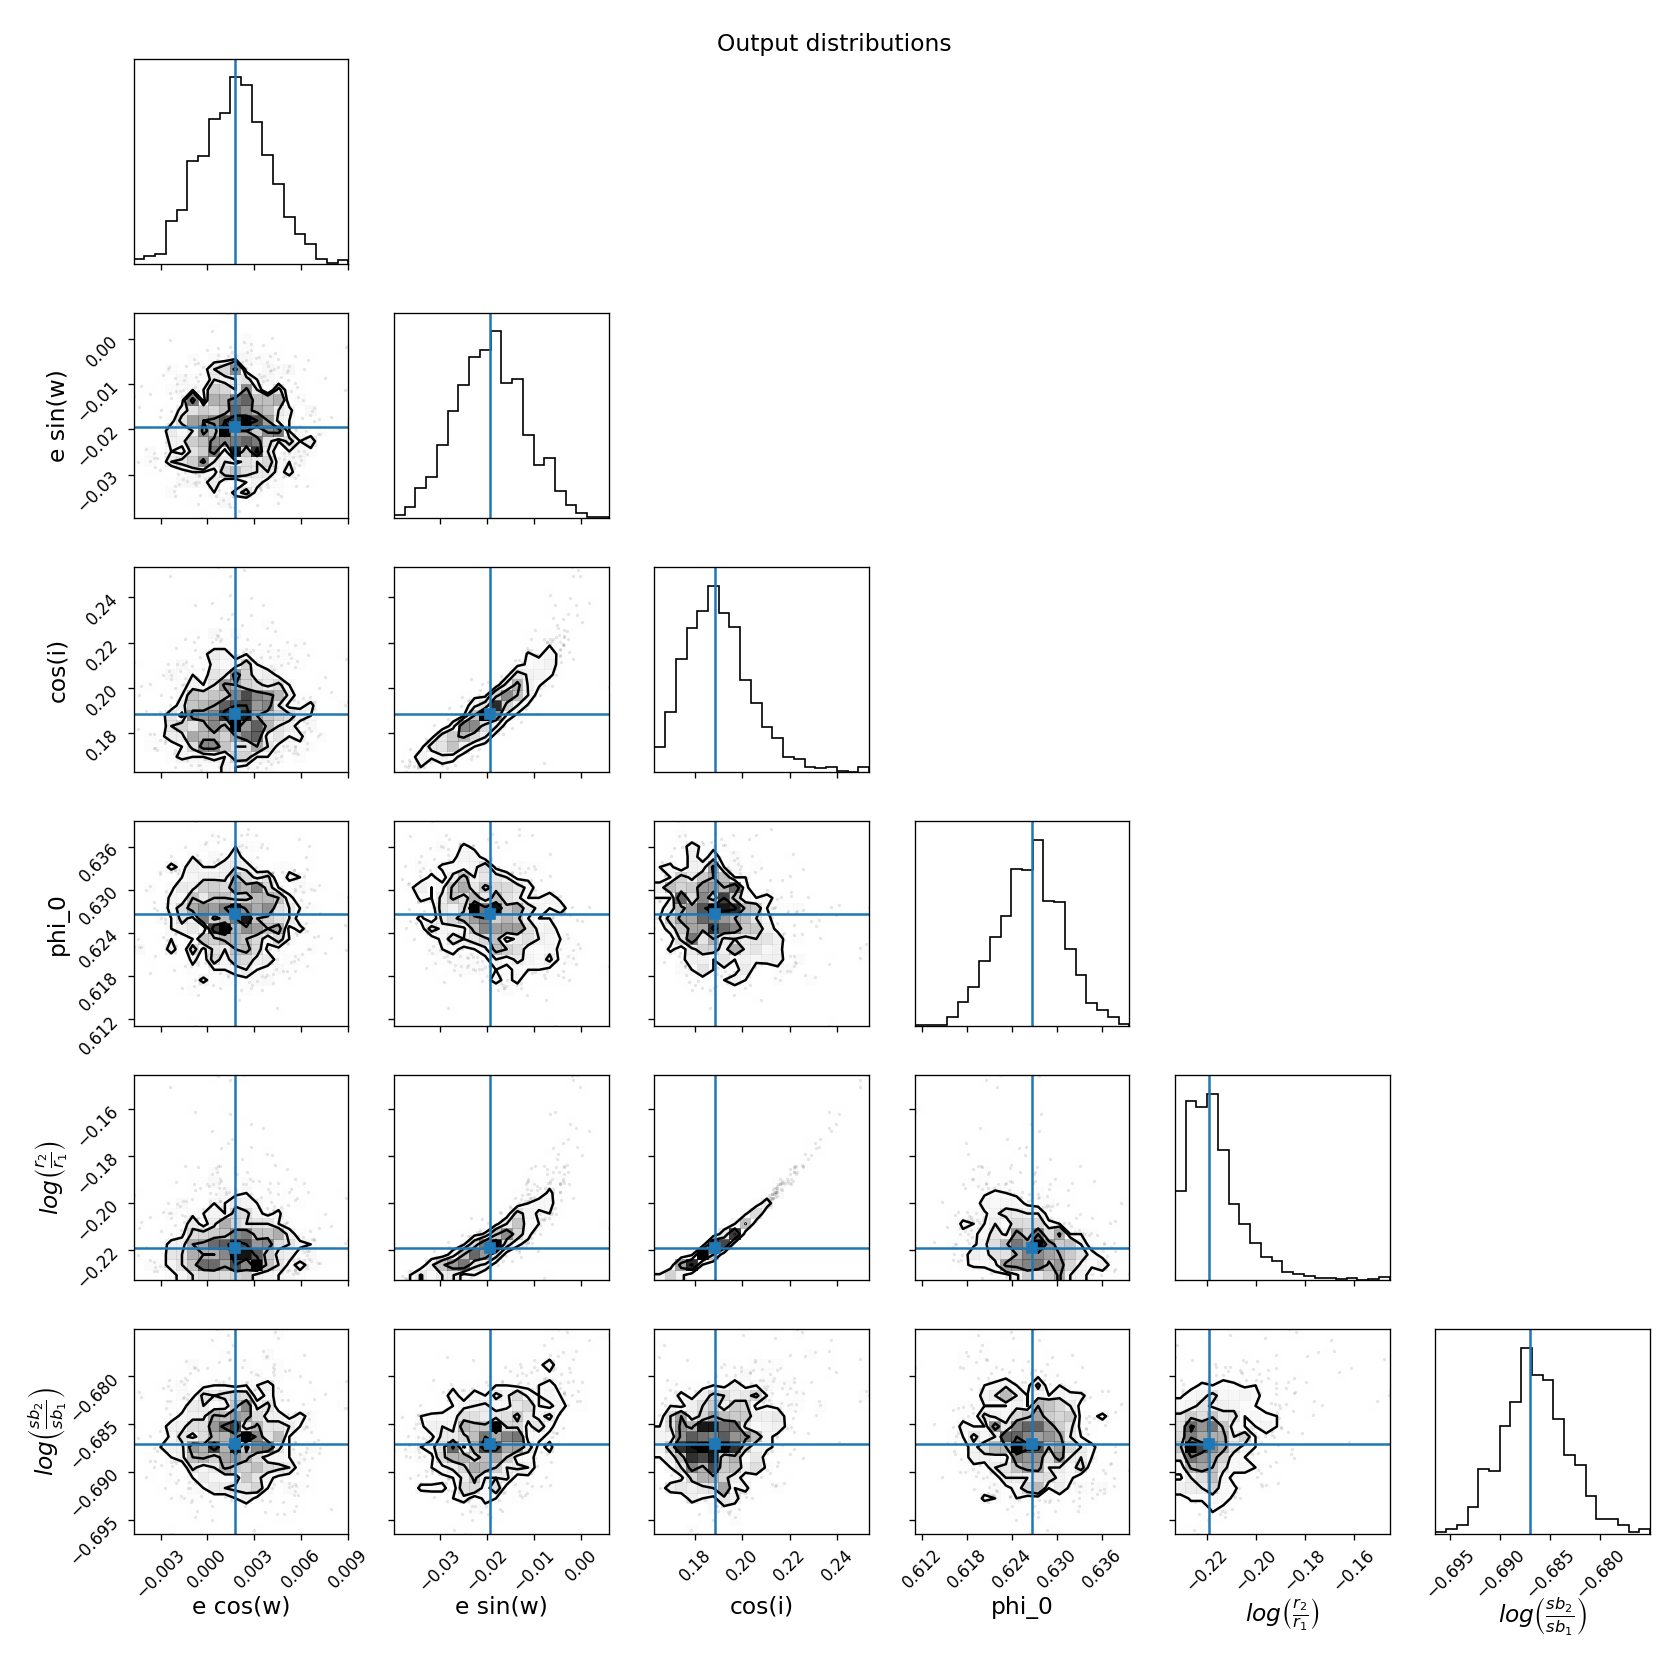 Output distributions
e sin(w)
0.00
−0.01
−0.02
−0.03
cos(i)
0.24
0.22
0.20
0.18
phi_0
0.636
0.630
0.624
0.618
0.612
log(r₂/r₁)
−0.16
−0.18
−0.20
−0.22
log(sb₂/sb₁)
−0.680
−0.685
−0.690
−0.695
−0.003 0.000 0.003 0.006 0.009 −0.03 −0.02 −0.01 0.00 0.18 0.20 0.22 0.24 0.612 0.618 0.624 0.630 0.636 −0.22 −0.20 −0.18 −0.16 −0.695 −0.690 −0.685 −0.680
e cos(w) e sin(w) cos(i) phi_0 log(r₂/r₁) log(sb₂/sb₁)